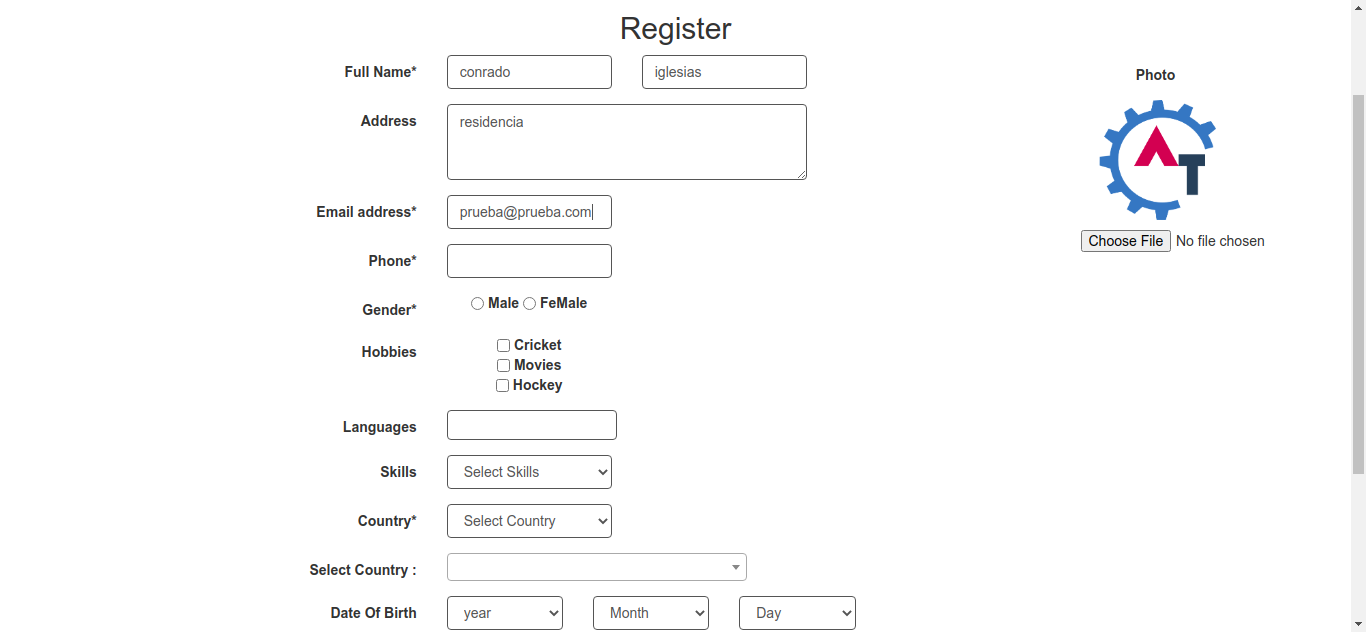 Register
Full Name* conrado iglesias
Photo
Address residencia
AT
Email address* prueba@prueba.com
Choose File No file chosen
Phone*
Gender* Male FeMale
Hobbies Cricket
Movies
Hockey
Languages
Skills Select Skills
Country* Select Country
Select Country :
Date Of Birth year Month Day